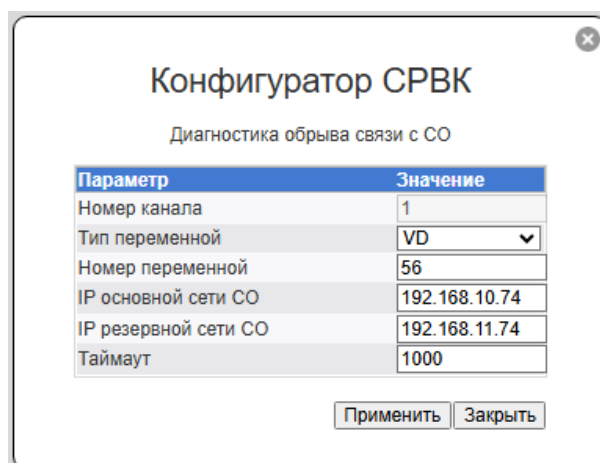 Конфигуратор СРВК
Диагностика обрыва связи с СО
Параметр Значение
Номер канала 1
Тип переменной VD
Номер переменной 56
IP основной сети СО 192.168.10.74
IP резервной сети СО 192.168.11.74
Таймаут 1000
Применить Закрыть